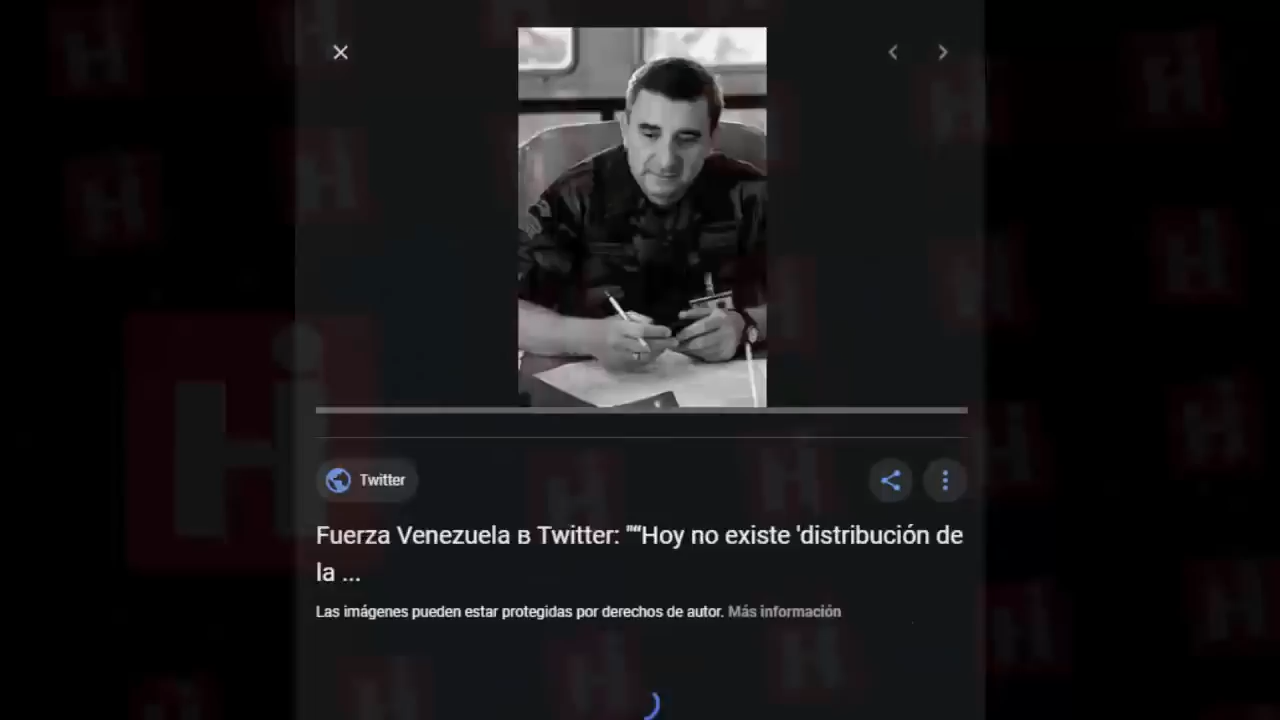 Twitter
Fuerza Venezuela в Twitter: "“Hoy no existe 'distribución de
la ...
Las imágenes pueden estar protegidas por derechos de autor. Más información